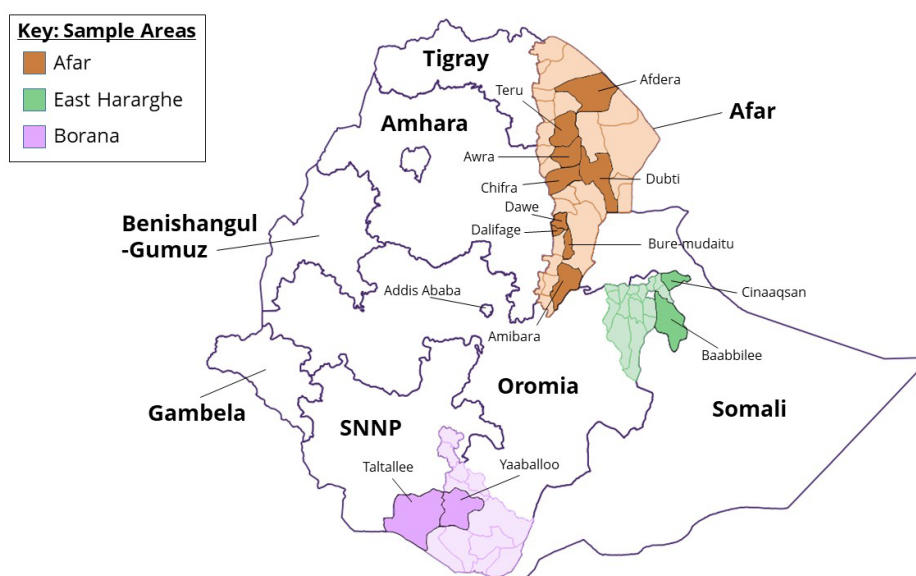 Key: Sample Areas
Afar
East Hararghe
Borana
Tigray
Afdera
Teru
Afar
Amhara
Awra
Chifra
Dubti
Dawe
Benishangul
-Gumuz
Dalifage
Bure-mudaitu
Addis Ababa
Cinaaqsan
Amibara
Baabbilee
Oromia
Gambela
Somali
SNNP
Taltallee
Yaaballoo